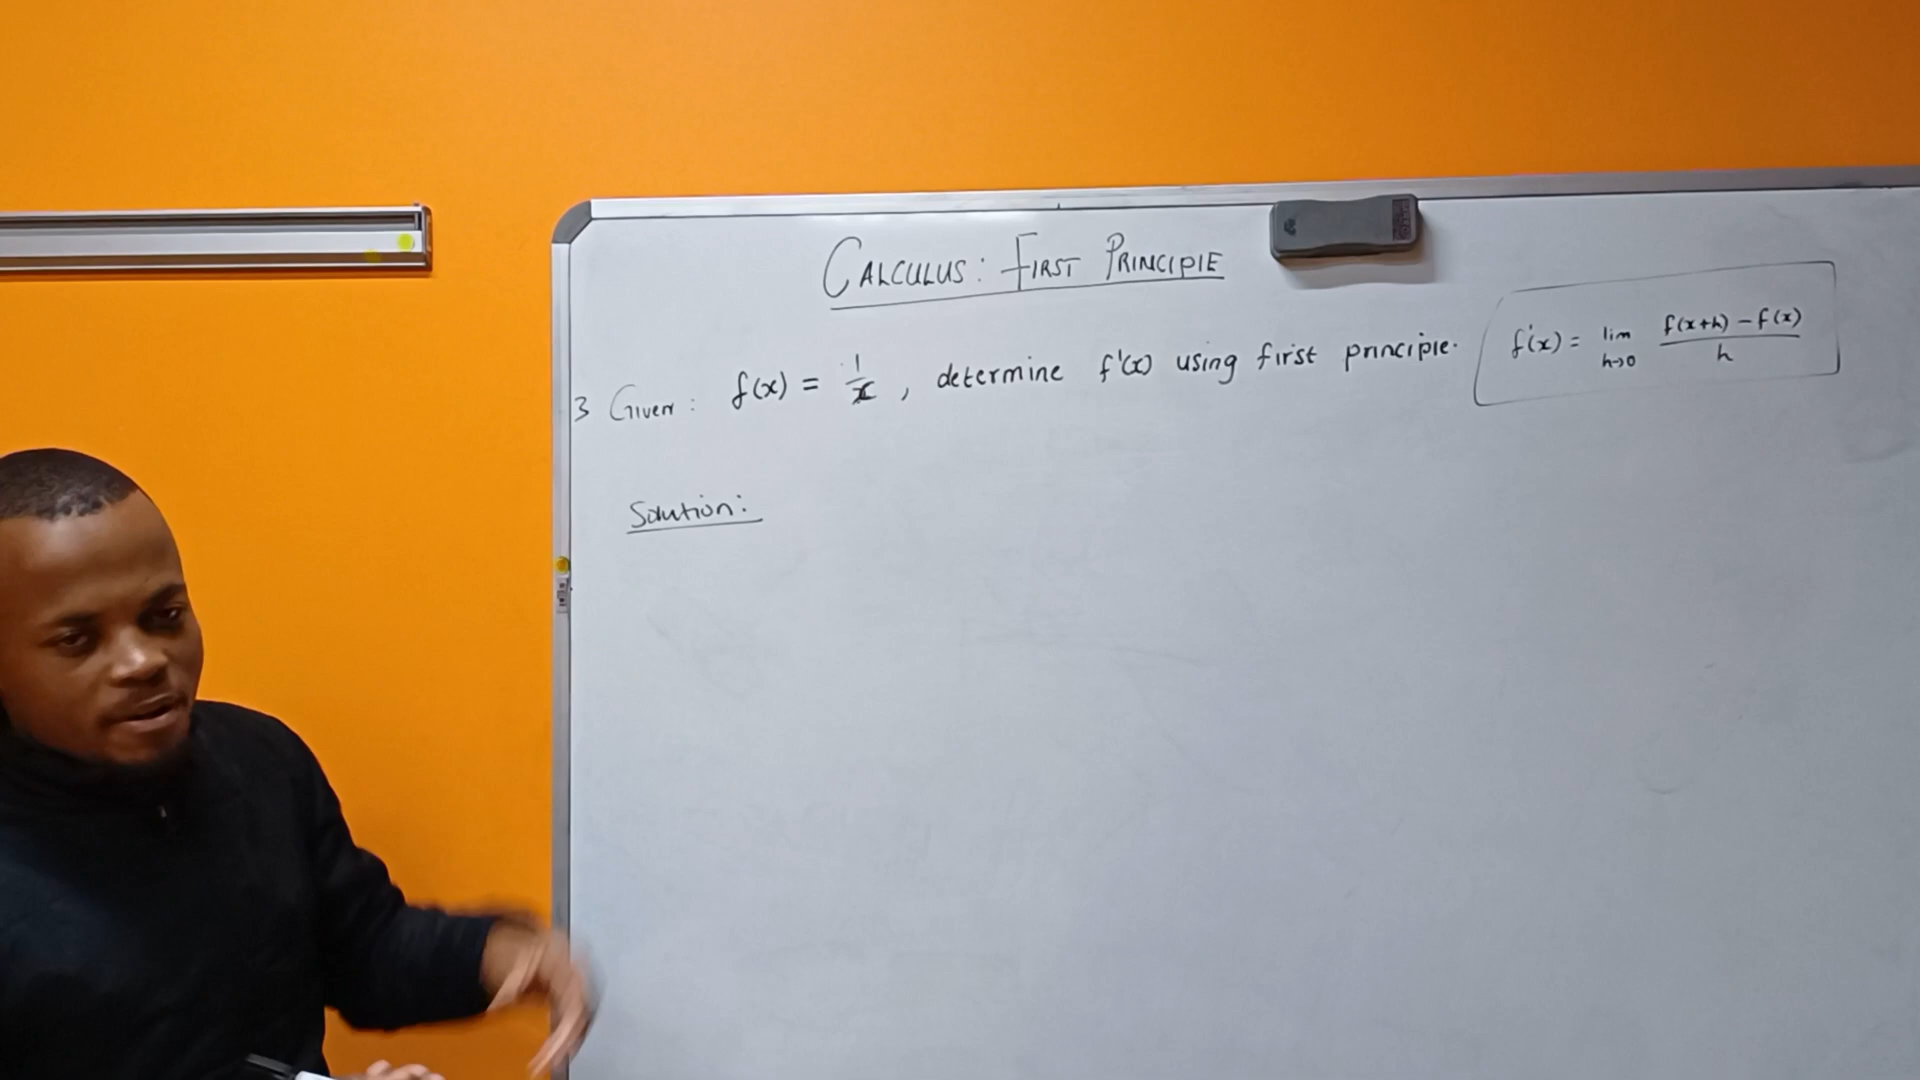 CALCULUS: FIRST PRINCIPLE
3 Given: f(x) = 1/x, determine f'(x) using first principle.
f'(x) = lim h→0 f(x+h) - f(x) / h
Solution: